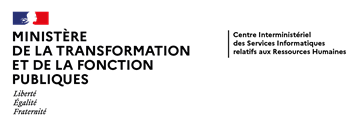 MINISTÈRE
DE LA TRANSFORMATION
ET DE LA FONCTION
PUBLIQUES
Liberté
Égalité
Fraternité
Centre Interministériel
des Services Informatiques
relatifs aux Ressources Humaines